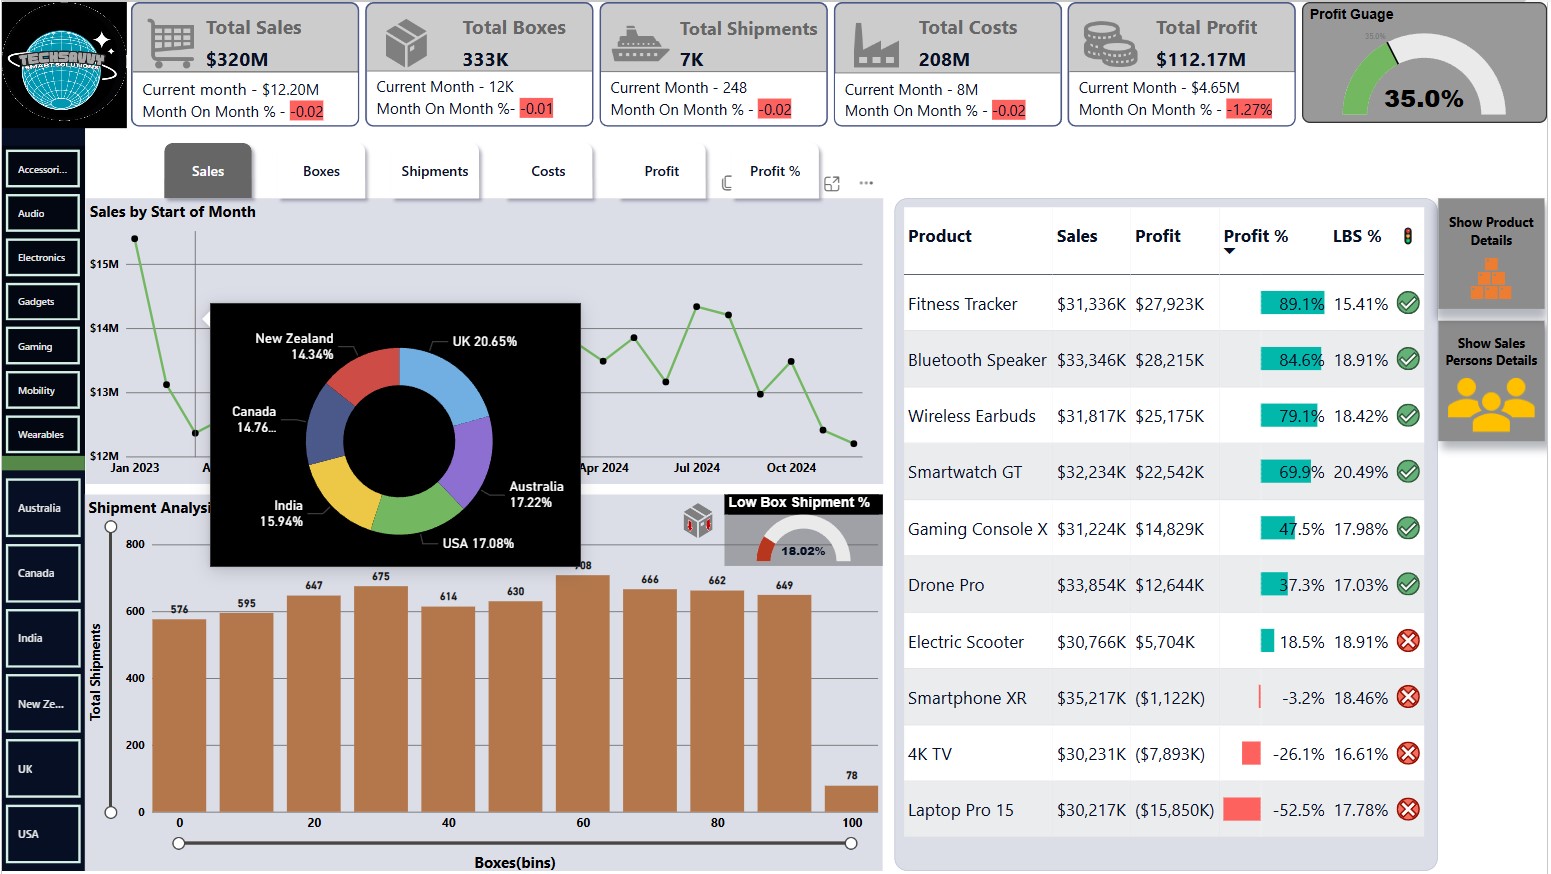 TECHSAVVY
SMART SOLUTIONS
Total Sales
$320M
Current month - $12.20M
Month On Month % - -0.02
Total Boxes
333K
Current Month - 12K
Month On Month %- -0.01
Total Shipments
7K
Current Month - 248
Month On Month % - -0.02
Total Costs
208M
Current Month - 8M
Month On Month % - -0.02
Total Profit
$112.17M
Current Month - $4.65M
Month On Month % - -1.27%
Profit Guage
35.0%
35.0%
Accessori...
Audio
Electronics
Gadgets
Gaming
Mobility
Wearables
Australia
Canada
India
New Ze...
UK
USA
Sales
Boxes
Shipments
Costs
Profit
Profit %
Sales by Start of Month
$15M
$14M
$13M
$12M
Jan 2023
A
Apr 2024
Jul 2024
Oct 2024
New Zealand
14.34%
UK 20.65%
Canada
14.76...
Australia
17.22%
India
15.94%
USA 17.08%
Shipment Analysi
Low Box Shipment %
18.02%
Total Shipments
800
600
400
200
0
576
595
647
675
614
630
708
666
662
649
78
0
20
40
60
80
100
Boxes(bins)
Product Sales Profit Profit % LBS %
Fitness Tracker $31,336K $27,923K 89.1% 15.41%
Bluetooth Speaker $33,346K $28,215K 84.6% 18.91%
Wireless Earbuds $31,817K $25,175K 79.1% 18.42%
Smartwatch GT $32,234K $22,542K 69.9% 20.49%
Gaming Console X $31,224K $14,829K 47.5% 17.98%
Drone Pro $33,854K $12,644K 37.3% 17.03%
Electric Scooter $30,766K $5,704K 18.5% 18.91%
Smartphone XR $35,217K ($1,122K) -3.2% 18.46%
4K TV $30,231K ($7,893K) -26.1% 16.61%
Laptop Pro 15 $30,217K ($15,850K) -52.5% 17.78%
Show Product
Details
Show Sales
Persons Details